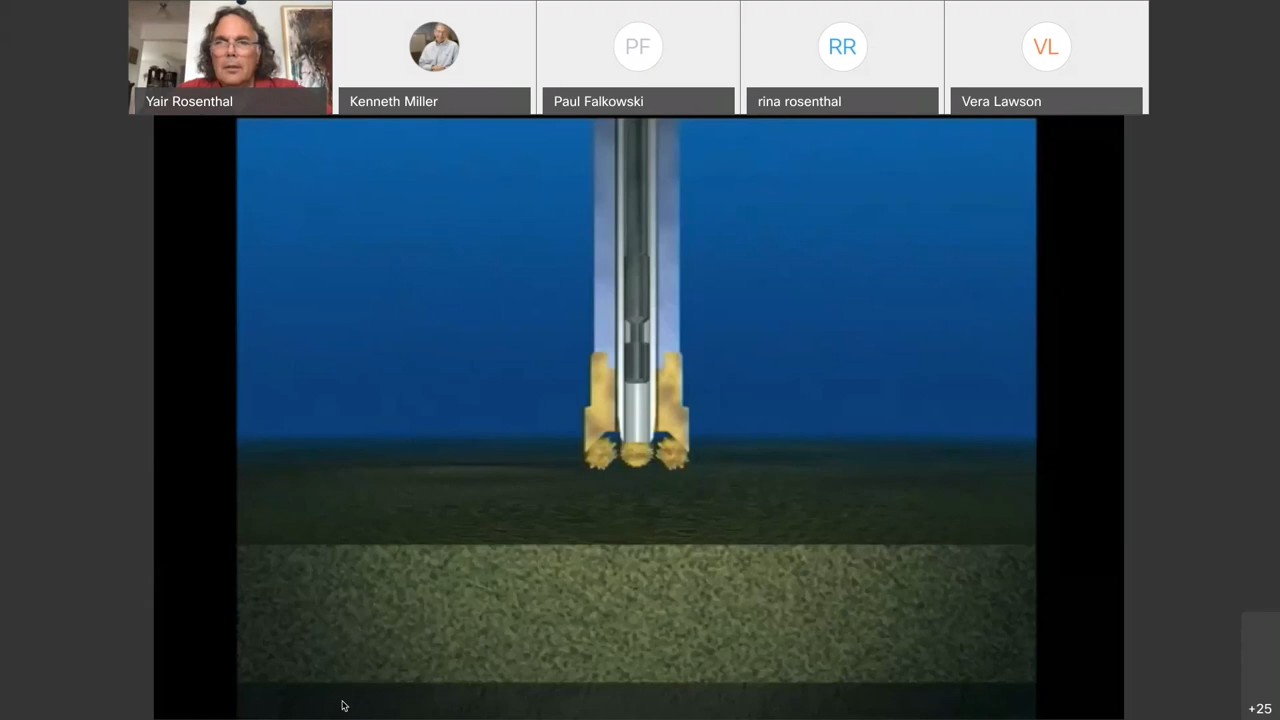 PF
RR
VL
Yair Rosenthal
Kenneth Miller
Paul Falkowski
rina rosenthal
Vera Lawson
+25